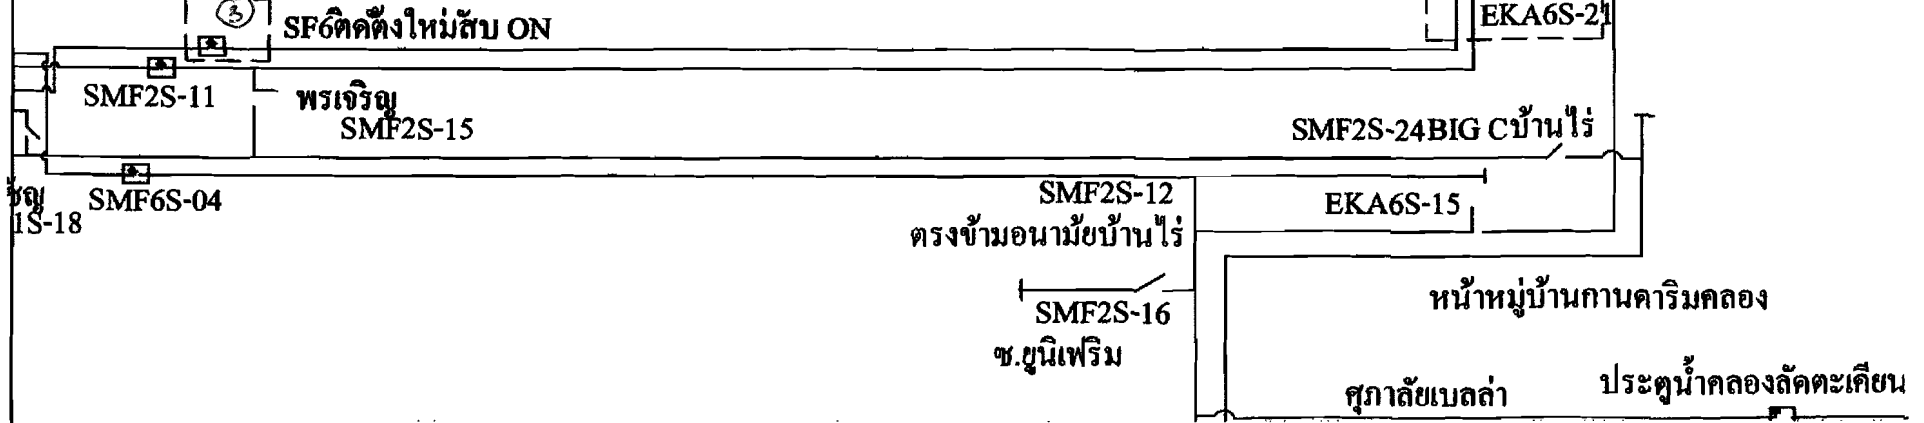 3
SF6ติดตั้งใหม่สับ ON
EKA6S-21
SMF2S-11
พรเจริญ
SMF2S-15
SMF2S-24BIG Cบ้านไร่
SMF6S-04
1S-18
SMF2S-12
EKA6S-15
ตรงข้ามอนามัยบ้านไร่
หน้าหมู่บ้านกานดาริมคลอง
SMF2S-16
ซ.ยูนิเฟริม
ศุภาลัยเบลล่า
ประตูน้ำคลองลัดตะเคียน